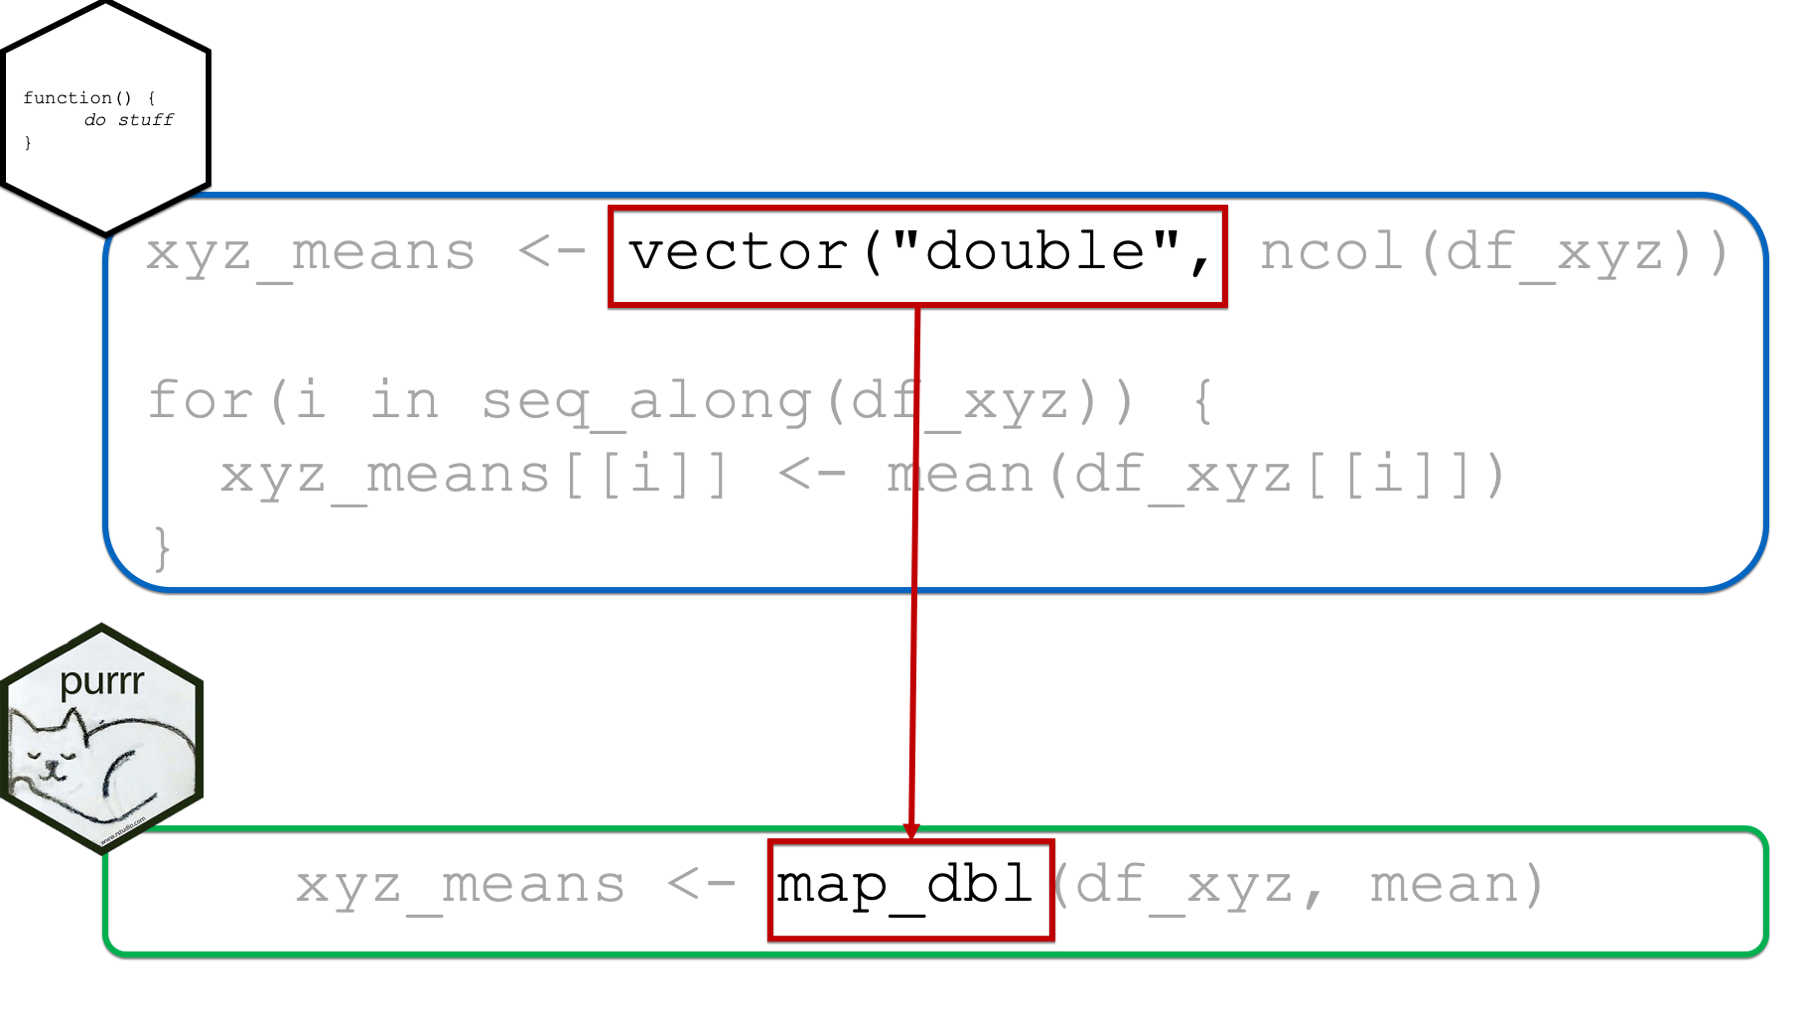 function() {
do stuff
}
xyz_means <- vector("double", ncol(df_xyz))
for(i in seq_along(df_xyz)) {
xyz_means[[i]] <- mean(df_xyz[[i]])
}
purrr
www.rstudio.com
xyz_means <- map_dbl(df_xyz, mean)